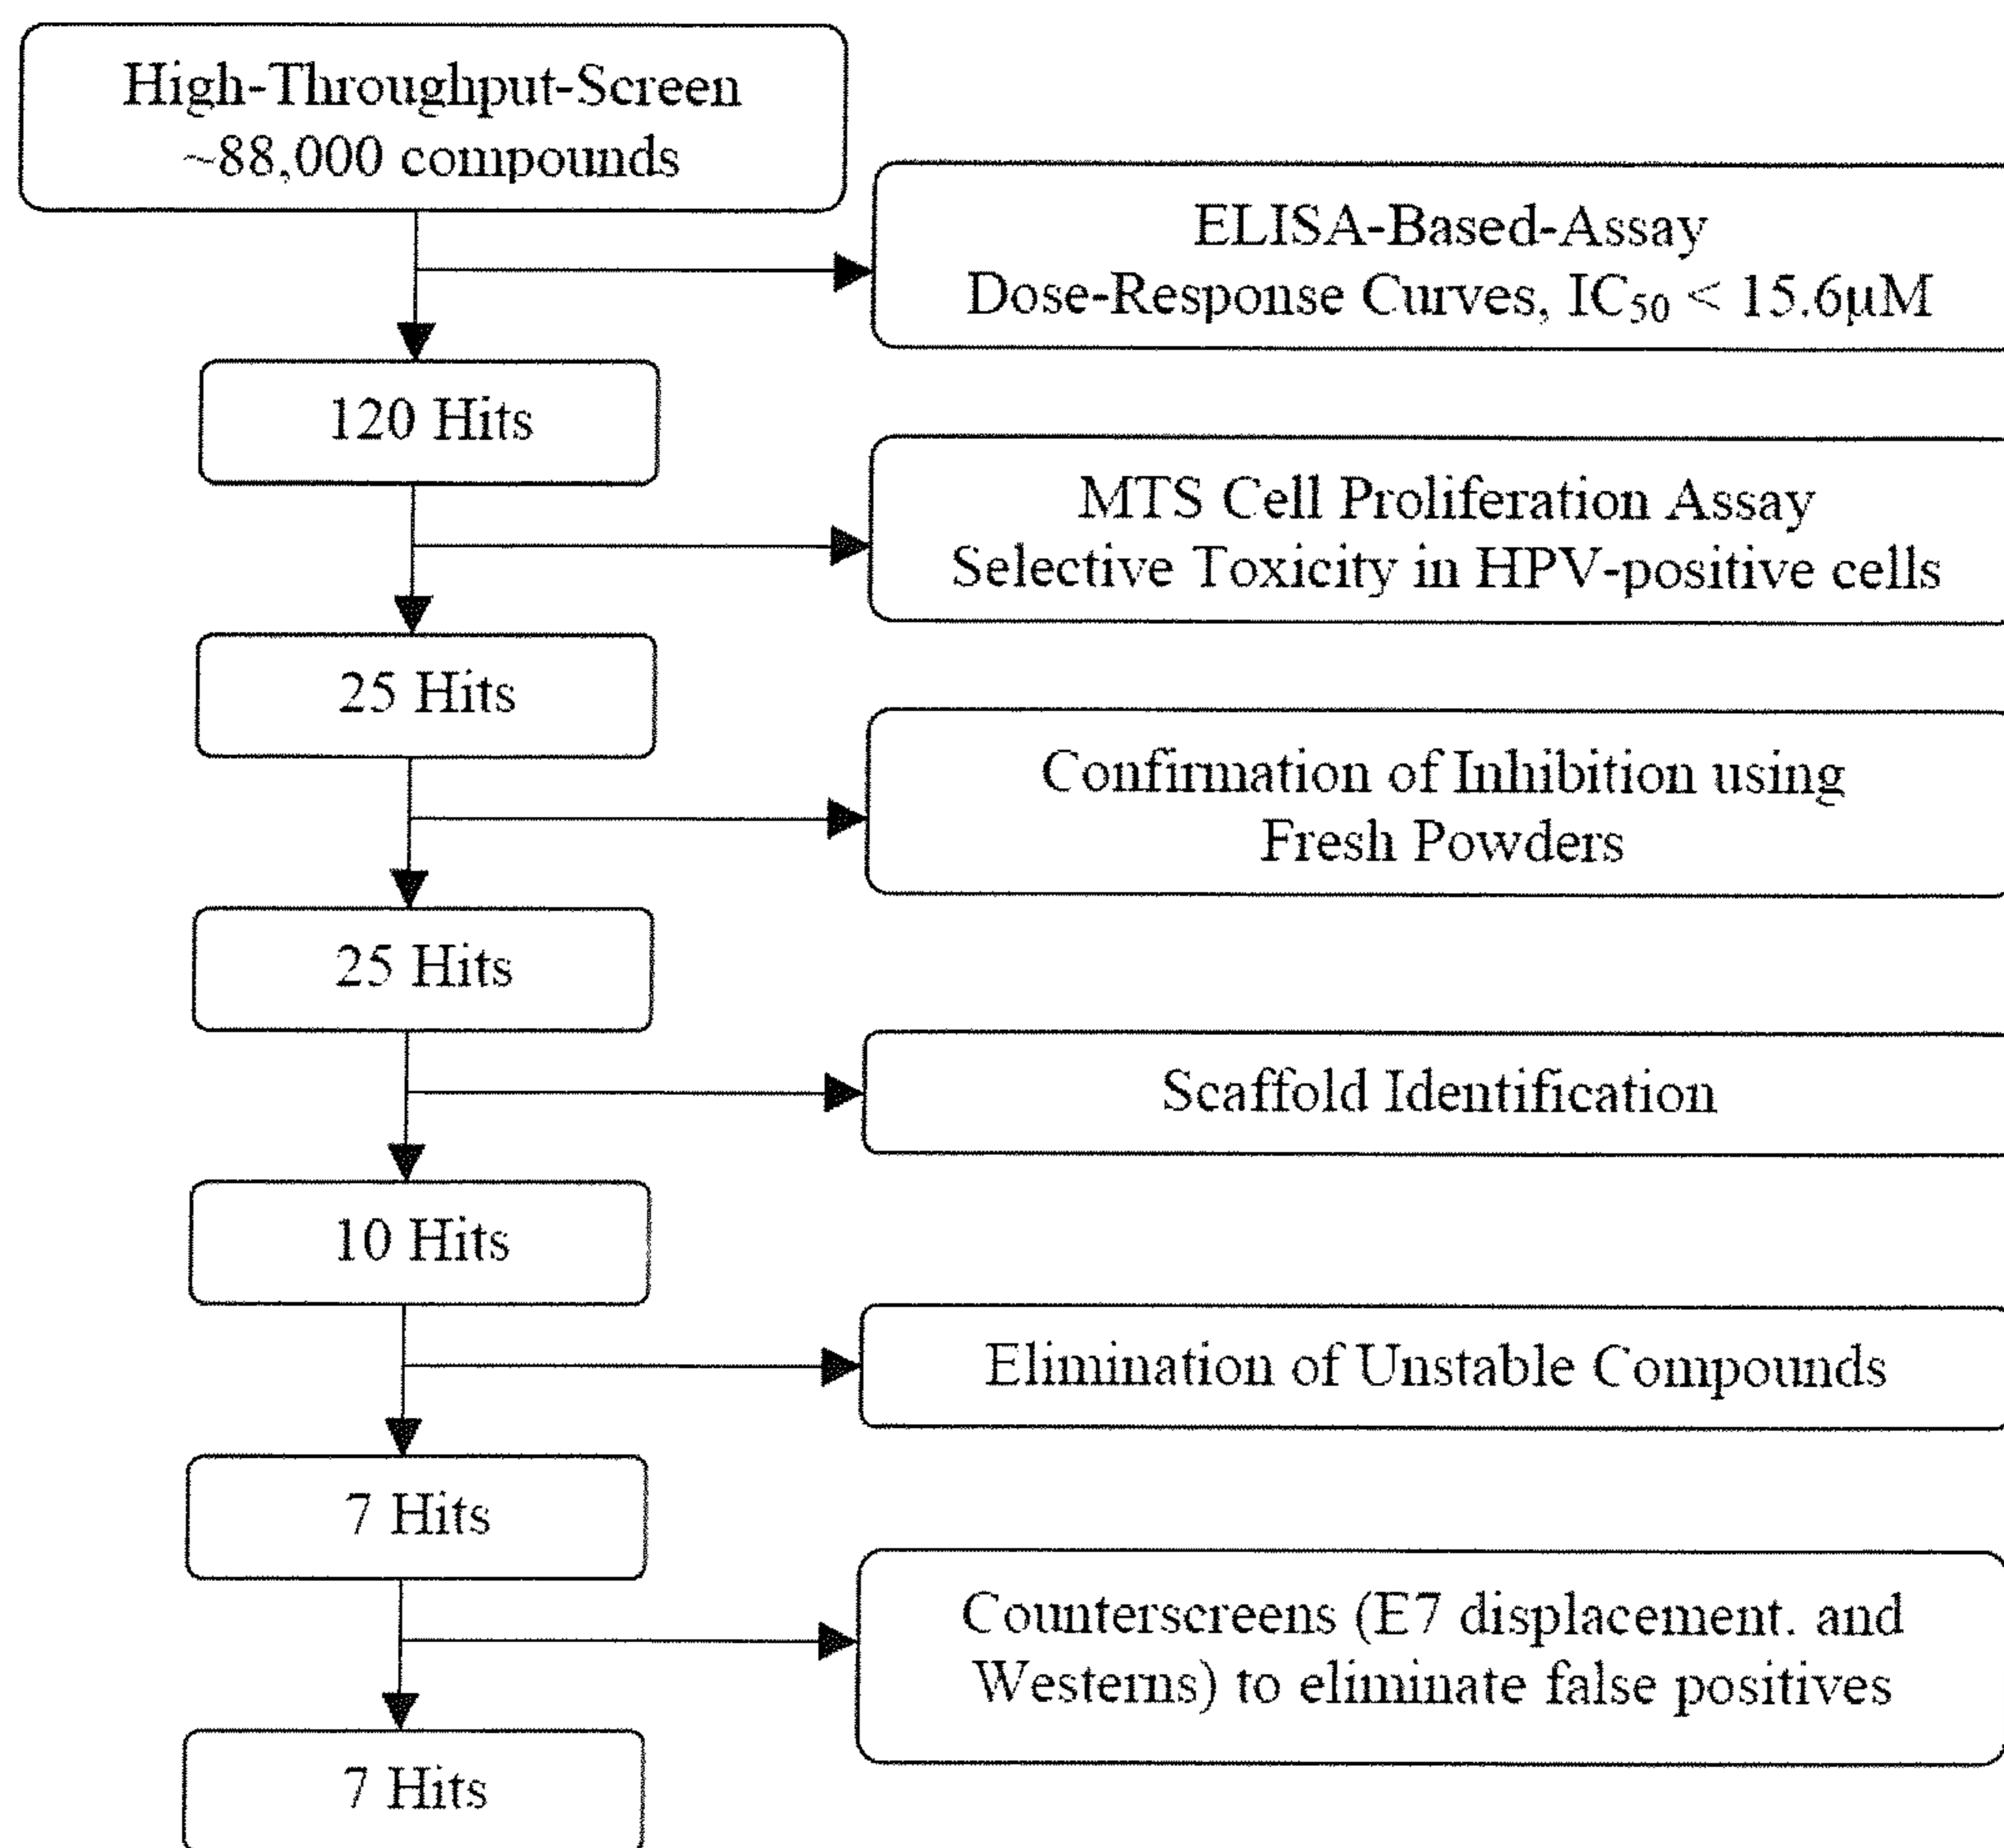 High-Throughput-Screen
~88,000 compounds
ELISA-Based-Assay
Dose-Response Curves, IC₅₀ < 15.6μM
120 Hits
MTS Cell Proliferation Assay
Selective Toxicity in HPV-positive cells
25 Hits
Confirmation of Inhibition using
Fresh Powders
25 Hits
Scaffold Identification
10 Hits
Elimination of Unstable Compounds
7 Hits
Counterscreens (E7 displacement. and
Westerns) to eliminate false positives
7 Hits